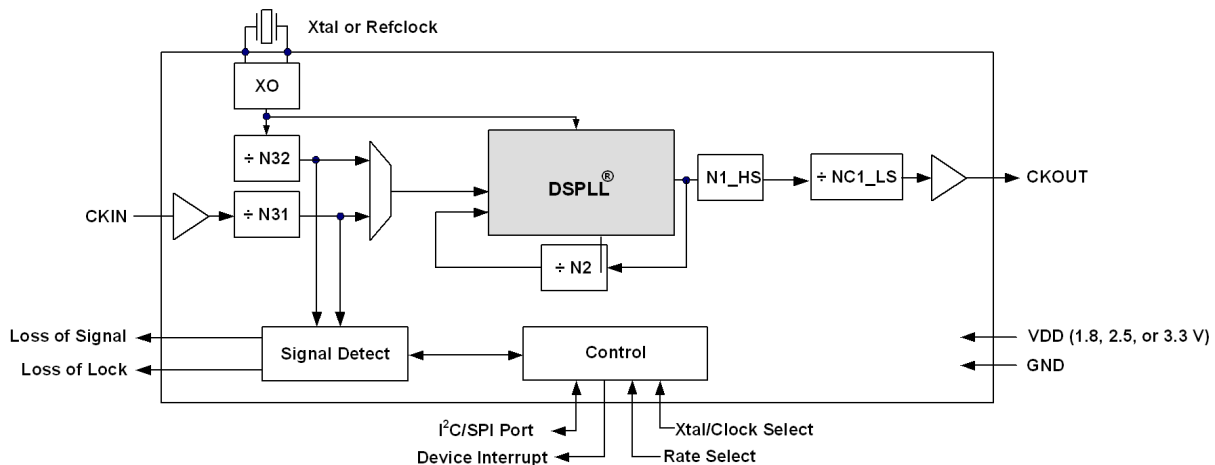 Xtal or Refclock
XO
÷ N32
DSPLL®
N1_HS
÷ NC1_LS
CKOUT
CKIN
÷ N31
÷ N2
Loss of Signal
Loss of Lock
Signal Detect
Control
VDD (1.8, 2.5, or 3.3 V)
GND
I²C/SPI Port
Xtal/Clock Select
Device Interrupt
Rate Select